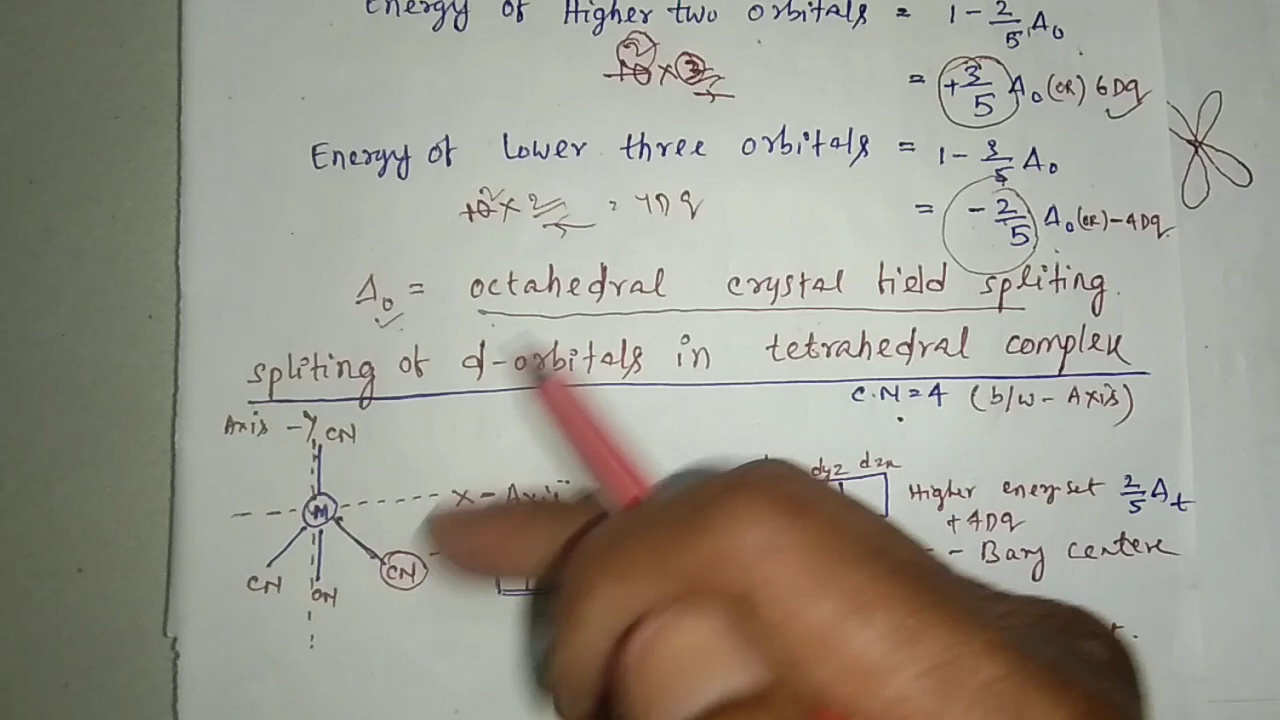 Energy of Higher two orbitals = 1 - 2/5 Δ₀
= +3/5 Δ₀ (OR) 6Dq
Energy of lower three orbitals = 1 - 3/5 Δ₀
= - 2/5 Δ₀ (OR) - 4Dq
Δ₀ = octahedral crystal field spliting.
spliting of d-orbitals in tetrahedral complex
C.N = 4 (b/w - Axis)
Axis - Y CN
X - Axis
M
CN
CN
CN
dyz dzx
Higher energy set 2/5 Δt
+ 4Dq
- - Bary centere